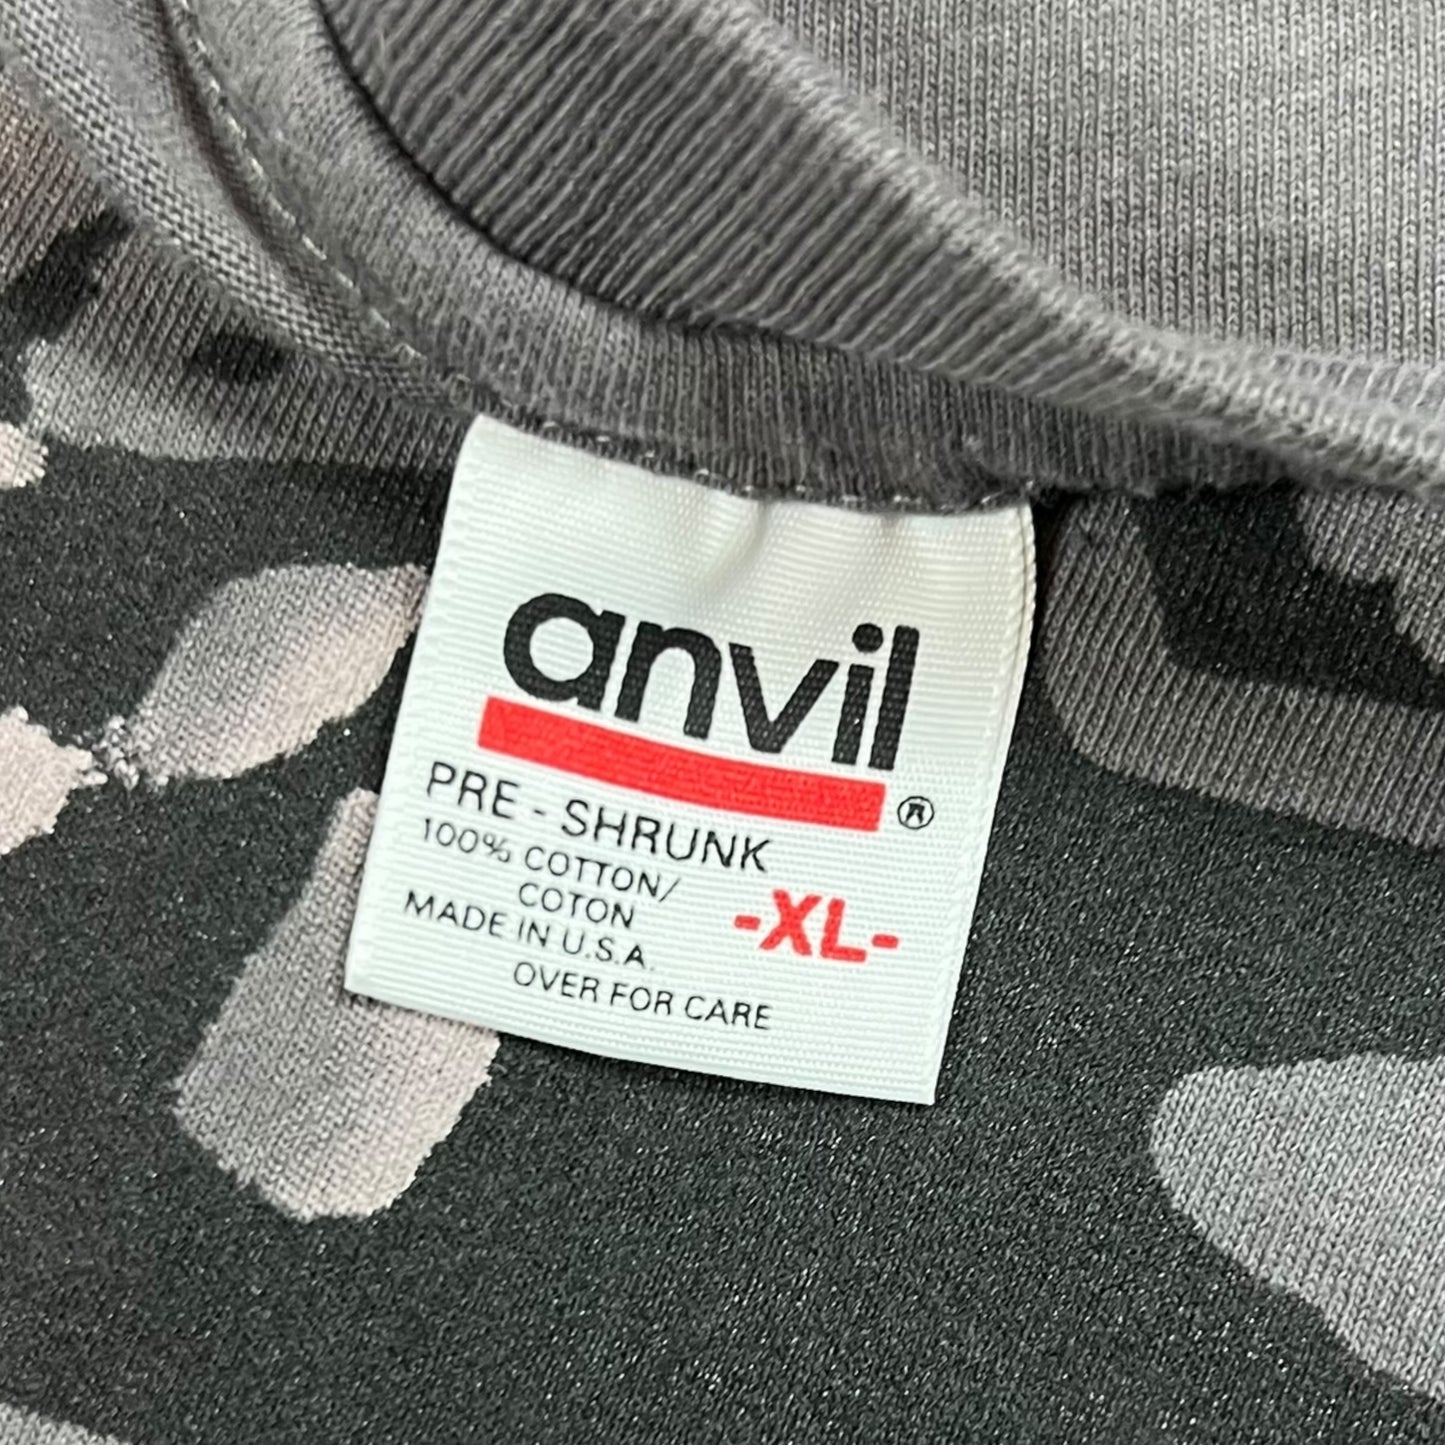 anvil
®
PRE - SHRUNK
100% COTTON/
COTON
-XL-
MADE IN U.S.A.
OVER FOR CARE